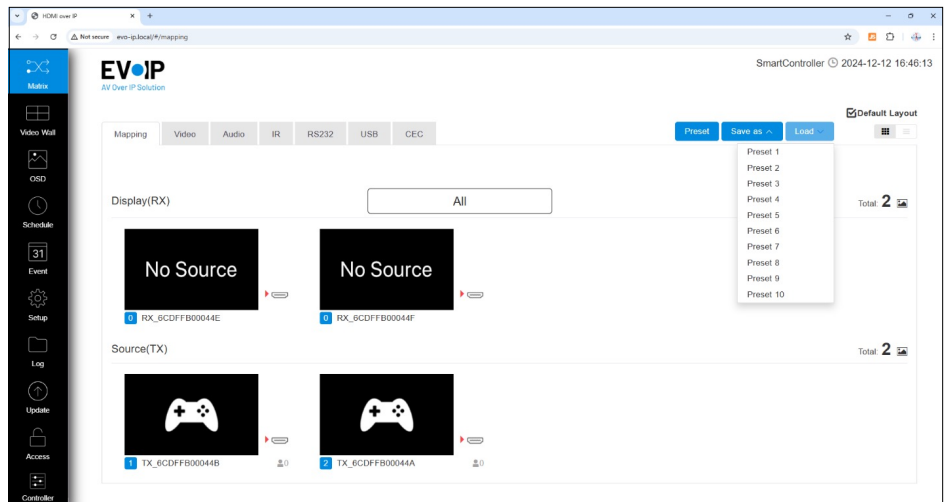 HDMI over IP
Not secure evo-ip.local/#/mapping
EVOIP
AV Over IP Solution
SmartController 2024-12-12 16:46:13
Matrix
Video Wall
OSD
Schedule
31
Event
Setup
Log
Update
Access
Controller
Default Layout
Mapping Video Audio IR RS232 USB CEC
Preset Save as Load
Preset 1
Preset 2
Preset 3
Preset 4
Preset 5
Preset 6
Preset 7
Preset 8
Preset 9
Preset 10
Display(RX) All Total: 2
No Source No Source
0 RX_6CDFFB00044E 0 RX_6CDFFB00044F
Source(TX) Total: 2
1 TX_6CDFFB00044B 0 2 TX_6CDFFB00044A 0